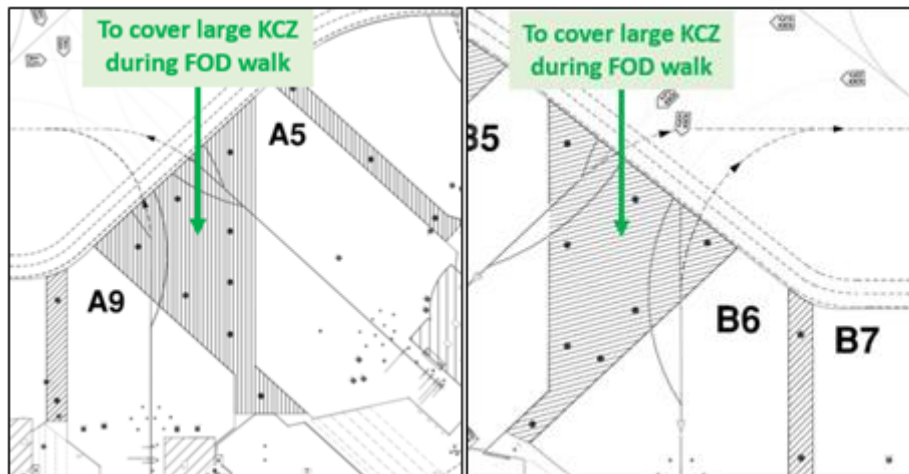 To cover large KCZ
during FOD walk
A5
A9
To cover large KCZ
during FOD walk
B5
B6
B7